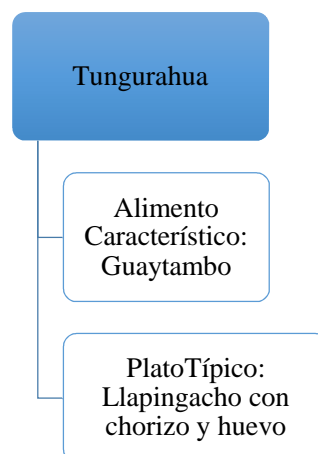 Tungurahua
Alimento
Característico:
Guaytambo
PlatoTípico:
Llapingacho con
chorizo y huevo